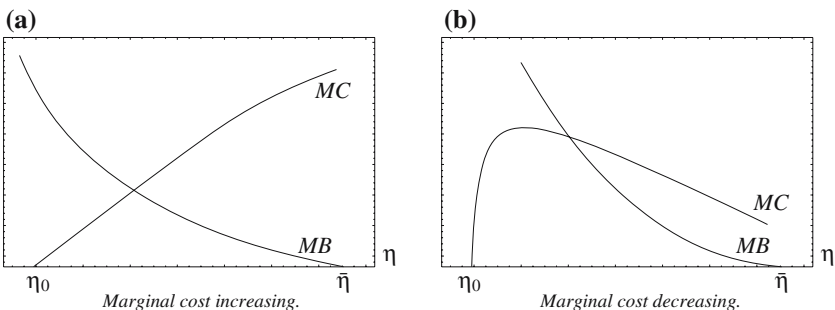 (a)
MC
MB
η
η0
η̄
Marginal cost increasing.
(b)
MC
MB
η
η0
η̄
Marginal cost decreasing.